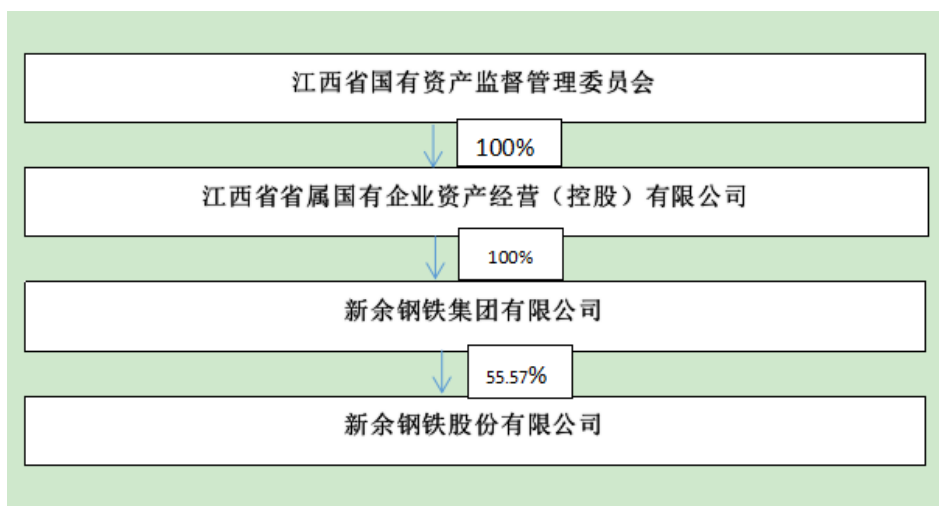 江西省国有资产监督管理委员会
100%
江西省省属国有企业资产经营（控股）有限公司
100%
新余钢铁集团有限公司
55.57%
新余钢铁股份有限公司